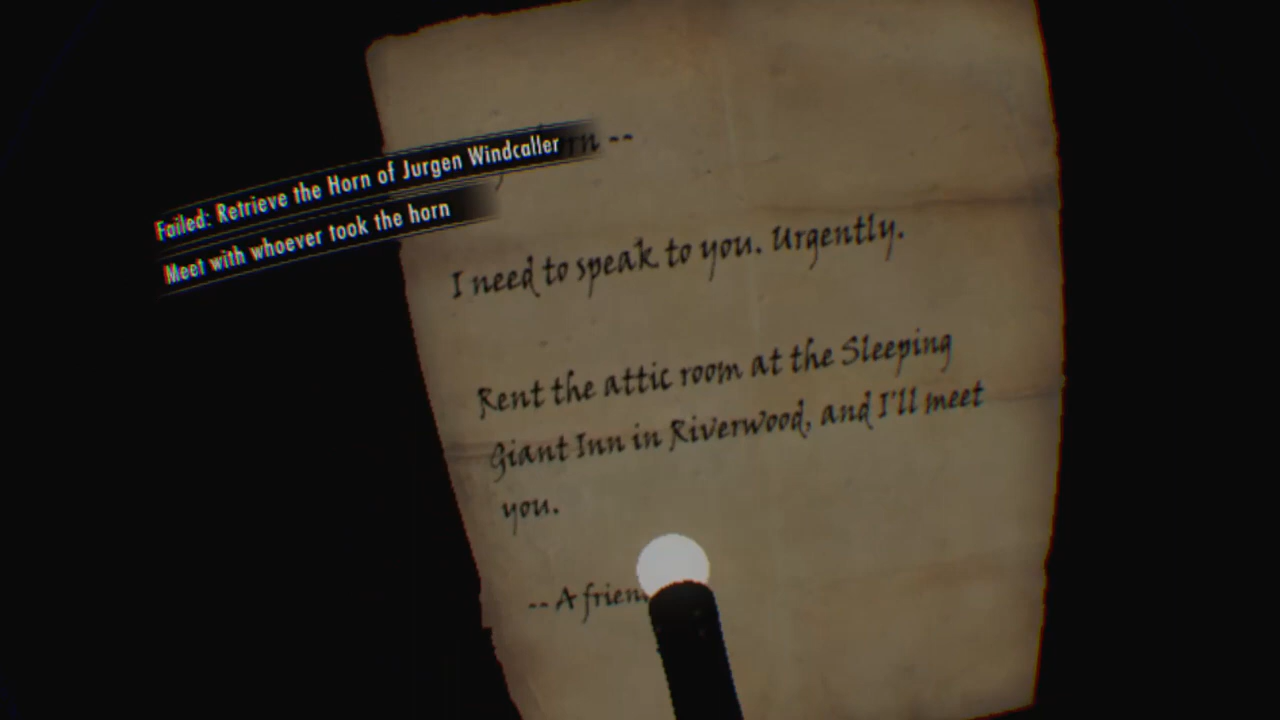 Failed: Retrieve the Horn of Jurgen Windcaller
Meet with whoever took the horn
--
I need to speak to you. Urgently.
Rent the attic room at the Sleeping
Giant Inn in Riverwood, and I'll meet
you.
-- A